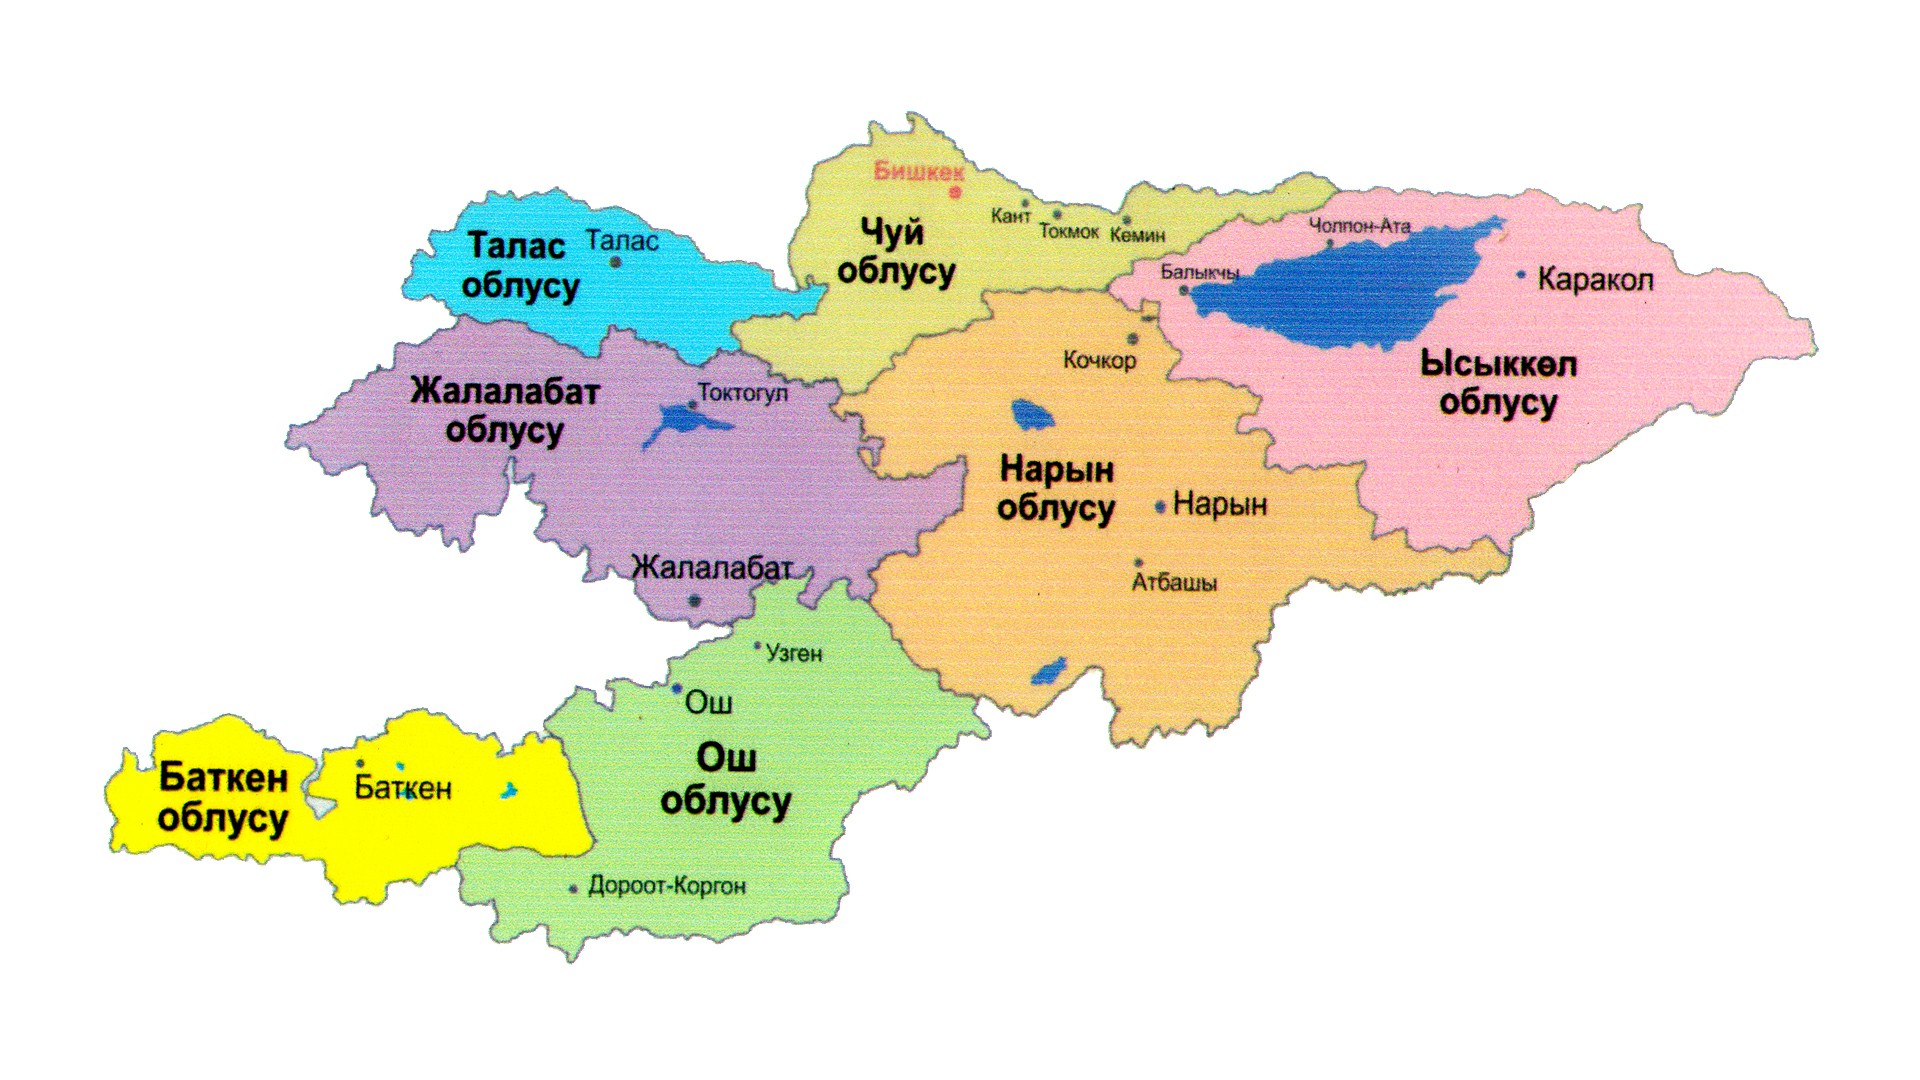 Бишкек
Кант
Токмок
Кемин
Чуй
облусу
Талас
облусу
Талас
Чолпон-Ата
Балыкчы
Каракол
Ысыккөл
облусу
Кочкор
Жалалабат
облусу
Токтогул
Нарын
облусу
Нарын
Атбашы
Жалалабат
Узген
Ош
Ош
облусу
Баткен
облусу
Баткен
Дороот-Коргон